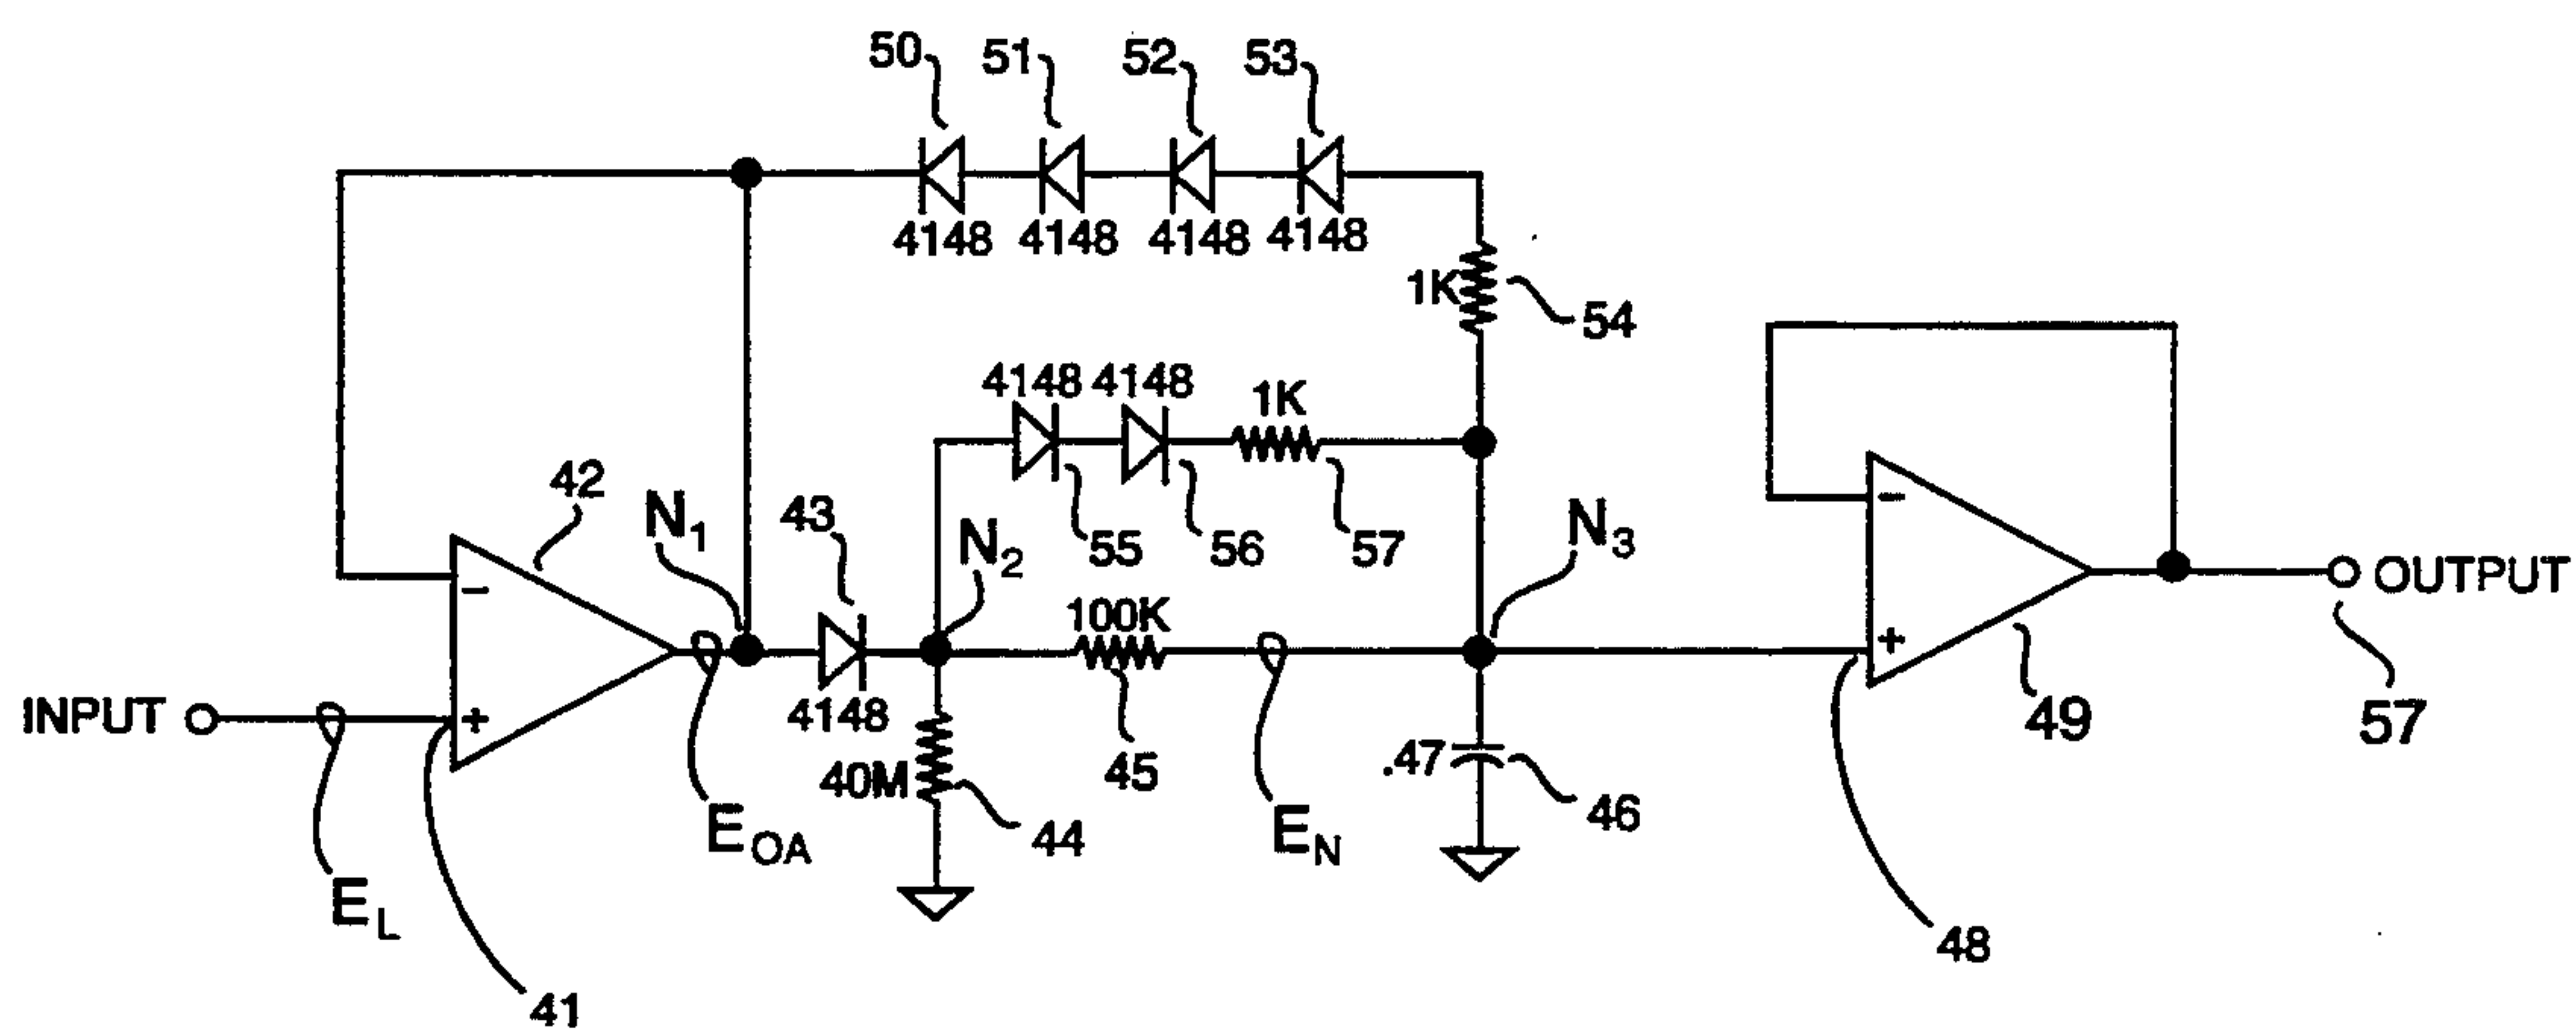 50 51 52 53
4148 4148 4148 4148
1K 54
4148 4148 1K
55 56 57
42 N1 43 N2 100K N3
- +
INPUT
4148
40M 44 45 .47 46
- +
49
OUTPUT
57
EL EOA EN
41 48